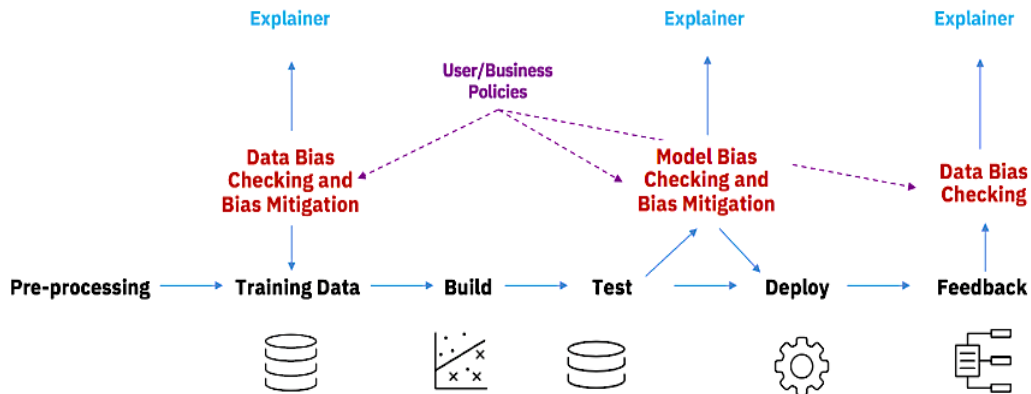 Explainer
Explainer
Explainer
User/Business
Policies
Data Bias
Checking and
Bias Mitigation
Model Bias
Checking and
Bias Mitigation
Data Bias
Checking
Pre-processing
Training Data
Build
Test
Deploy
Feedback